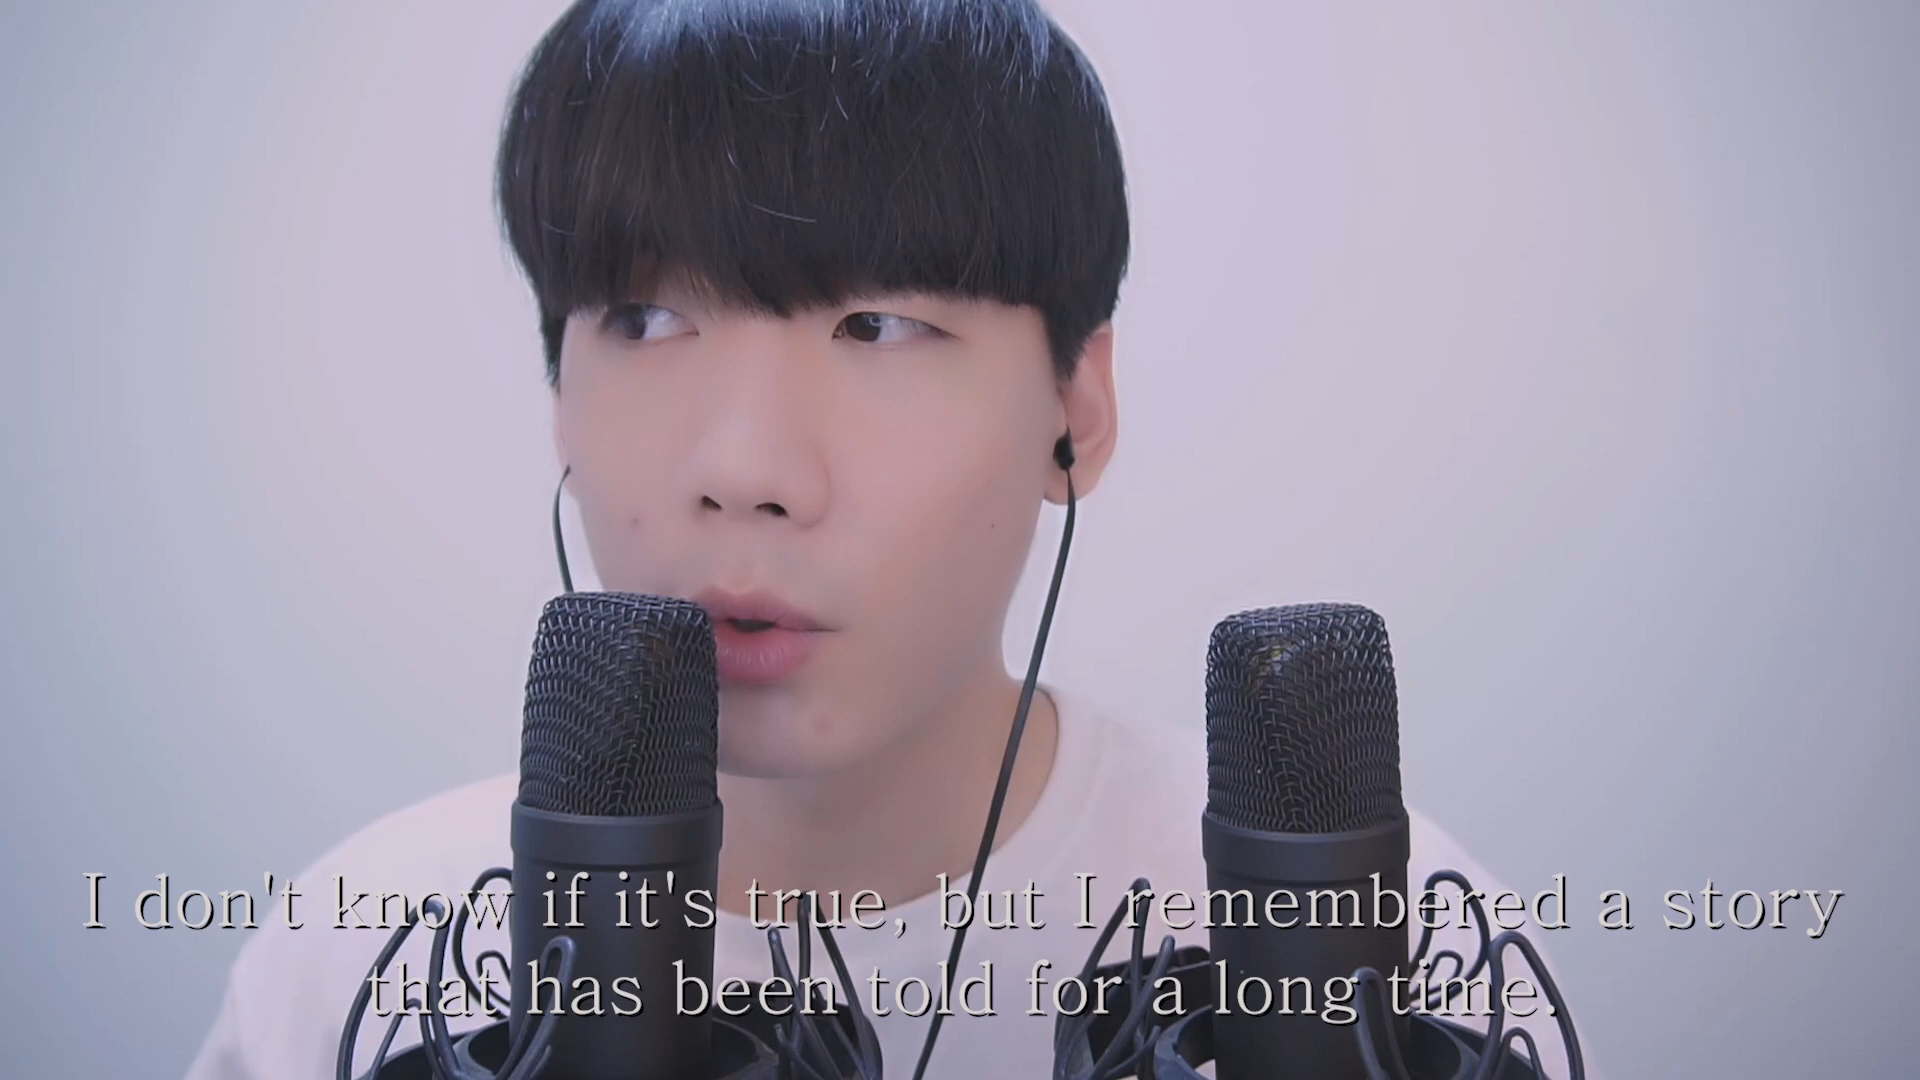 I don't know if it's true, but I remembered a story
that has been told for a long time.